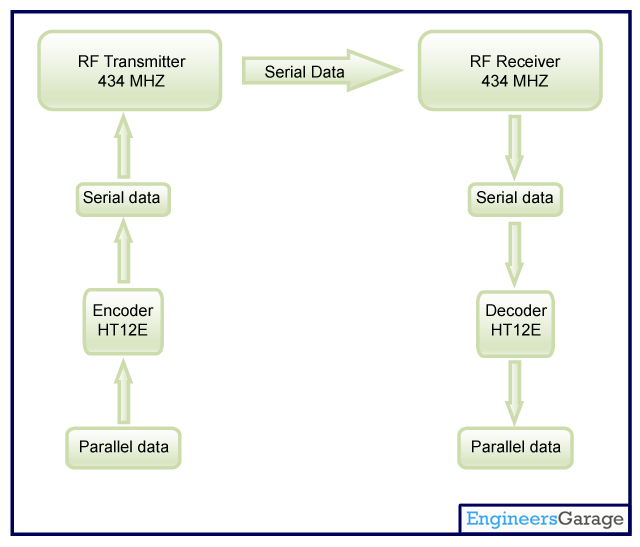 RF Transmitter
434 MHZ
Serial Data
RF Receiver
434 MHZ
Serial data
Serial data
Encoder
HT12E
Decoder
HT12E
Parallel data
Parallel data
EngineersGarage